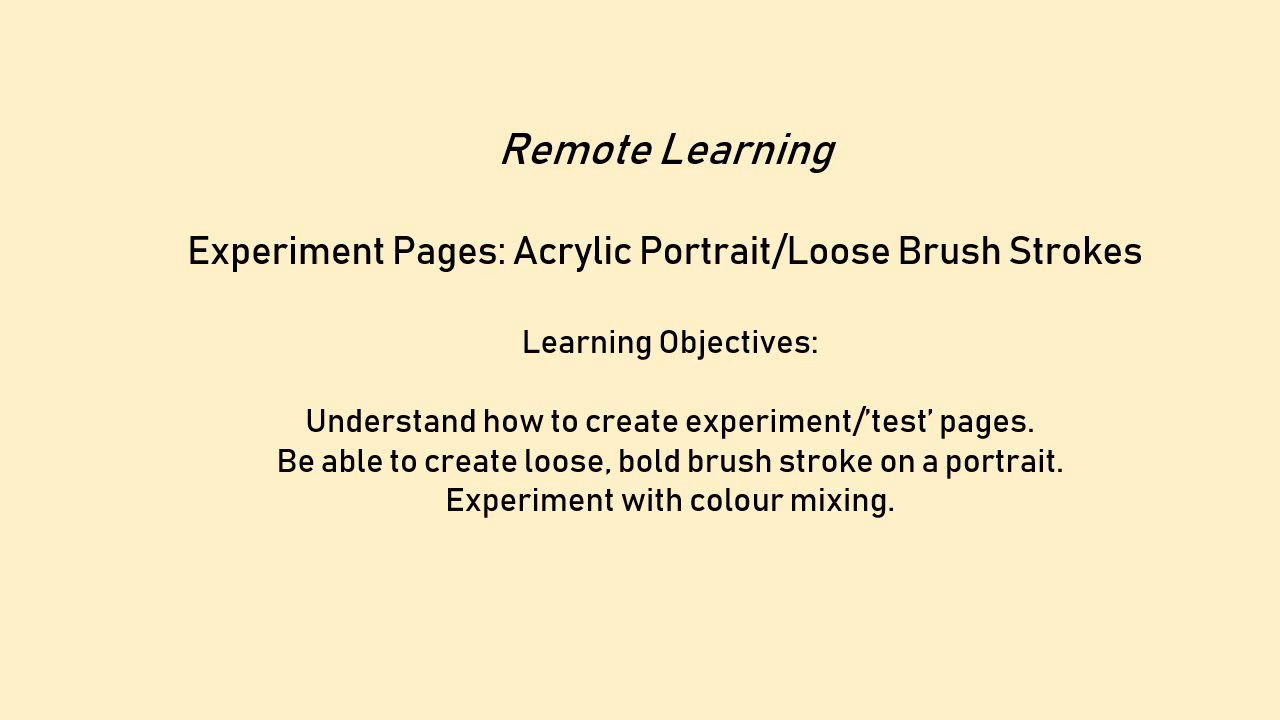 Remote Learning
Experiment Pages: Acrylic Portrait/Loose Brush Strokes
Learning Objectives:
Understand how to create experiment/’test’ pages.
Be able to create loose, bold brush stroke on a portrait.
Experiment with colour mixing.